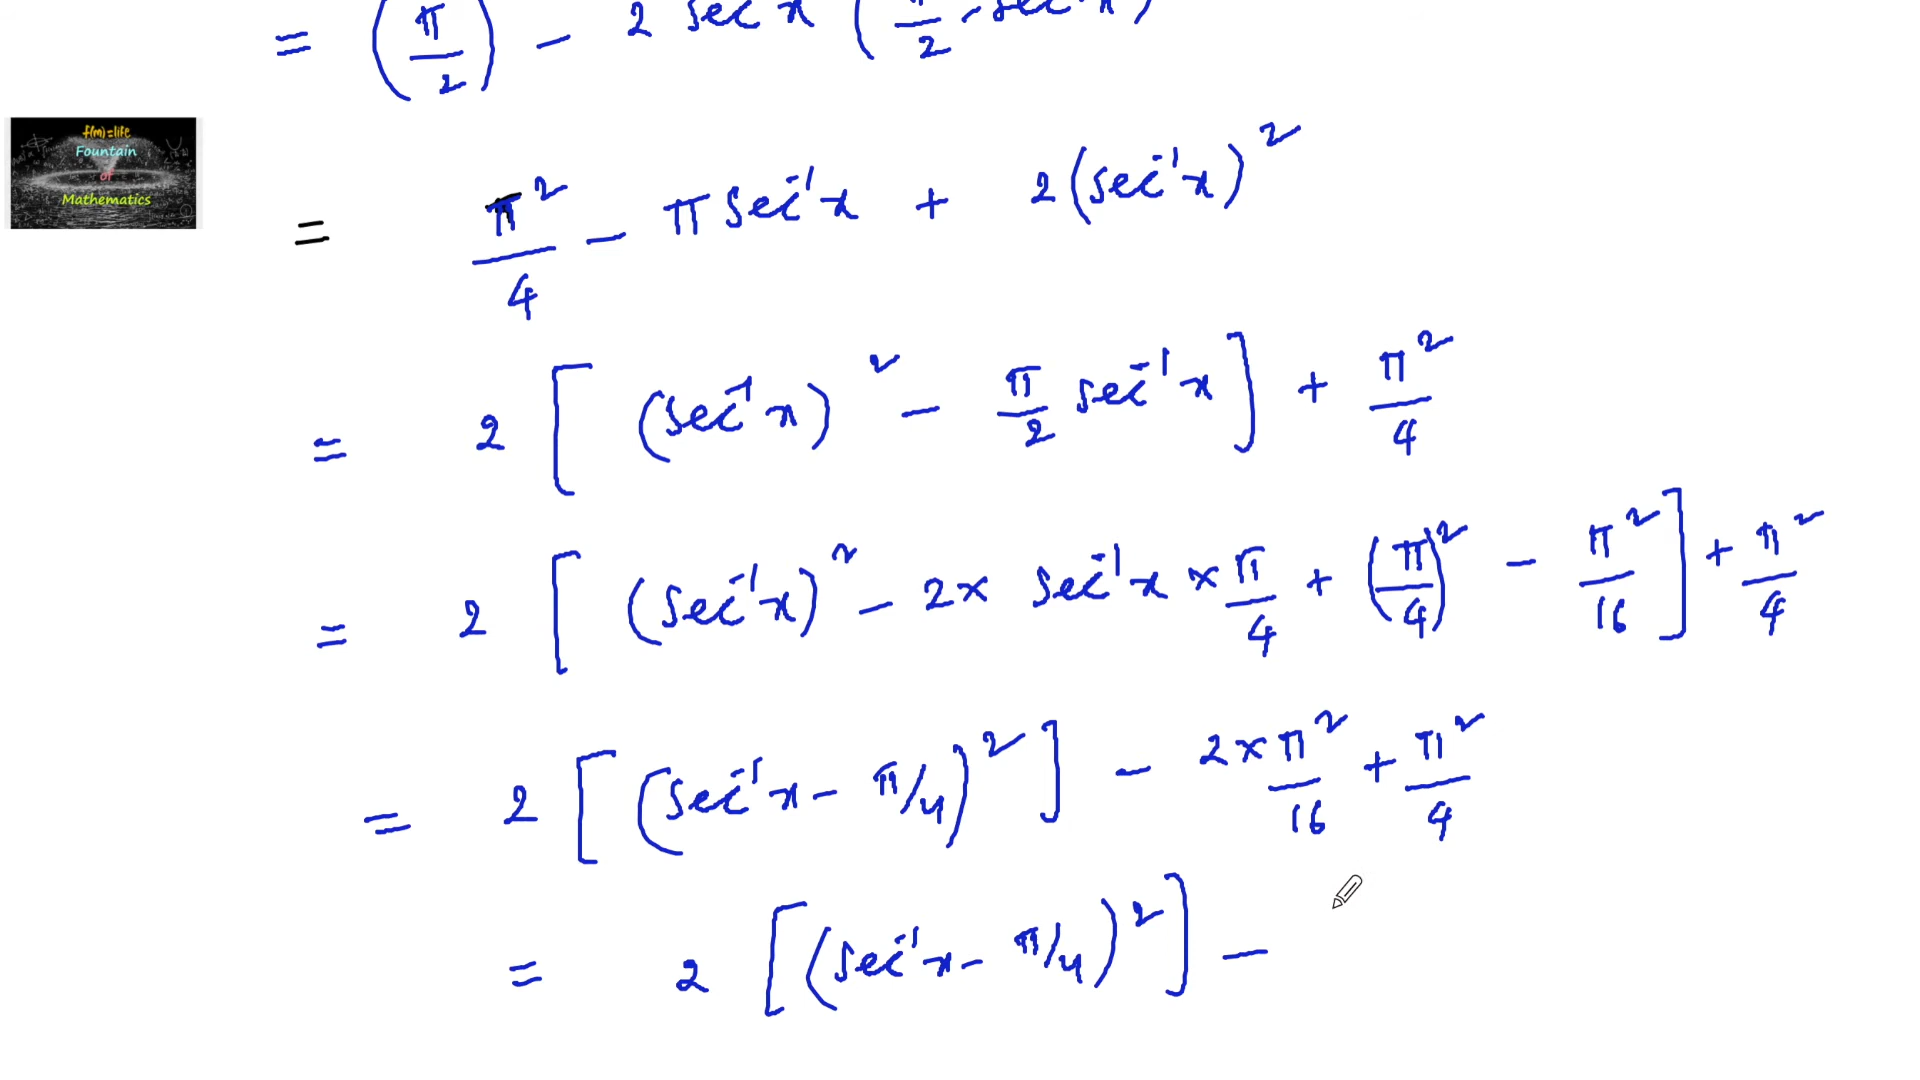 = (π/2) - 2 sec x (π/2 - sec⁻¹x)
f(m)=life
Fountain
of
Mathematics
= π²/4 - π sec⁻¹x + 2(sec⁻¹x)²
= 2 [ (sec⁻¹x)² - π/2 sec⁻¹x ] + π²/4
= 2 [ (sec⁻¹x)² - 2× sec⁻¹x × π/4 + (π/4)² - π²/16 ] + π²/4
= 2 [ (sec⁻¹x - π/4)² ] - 2×π²/16 + π²/4
= 2 [ (sec⁻¹x - π/4)² ] -